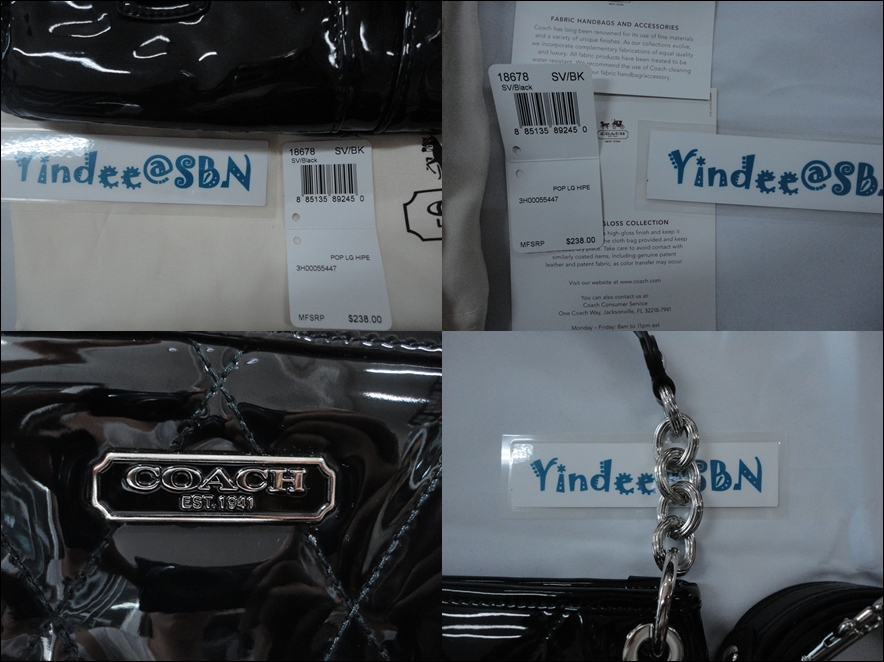 Yindee@SBN
18678 SV/BK
SV/Black
8 85135 89245 0
POP LG HIPE
3H00055447
MFSRP $238.00
FABRIC HANDBAGS AND ACCESSORIES
Coach has long been renowned for its use of fine materials
and a variety of unique finishes. As our collections evolve,
we incorporate complementary fabrications of equal quality
and luxury. All fabric products have been treated to be
water resistant. We recommend the use of Coach cleaning
our fabric handbag/accessory.
18678 SV/BK
SV/Black
8 85135 89245 0
POP LG HIPE
3H00055447
MFSRP $238.00
COACH
Yindee@SB
GLOSS COLLECTION
high-gloss finish and keep it
the cloth bag provided and keep
Take care to avoid contact with
similarly colored items, including genuine patent
leather and patent fabric, as color transfer may occur
Visit our website at www.coach.com
You can also contact us at
Coach Consumer Service
One Coach Way, Jacksonville, FL 32218-7941
Monday - Friday: 8am to 11pm est
COACH
EST. 1941
Yindee@SBN